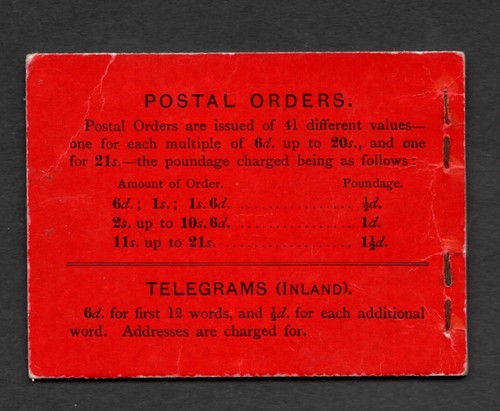 POSTAL ORDERS.
Postal Orders are issued of 41 different values—
one for each multiple of 6d. up to 20s., and one
for 21s.—the poundage charged being as follows:
Amount of Order. Poundage.
6d.; 1s.; 1s. 6d. ................ ½d.
2s. up to 10s. 6d. ................ 1d.
11s. up to 21s. ................ 1½d.
TELEGRAMS (INLAND).
6d. for first 12 words, and ½d. for each additional
word. Addresses are charged for.